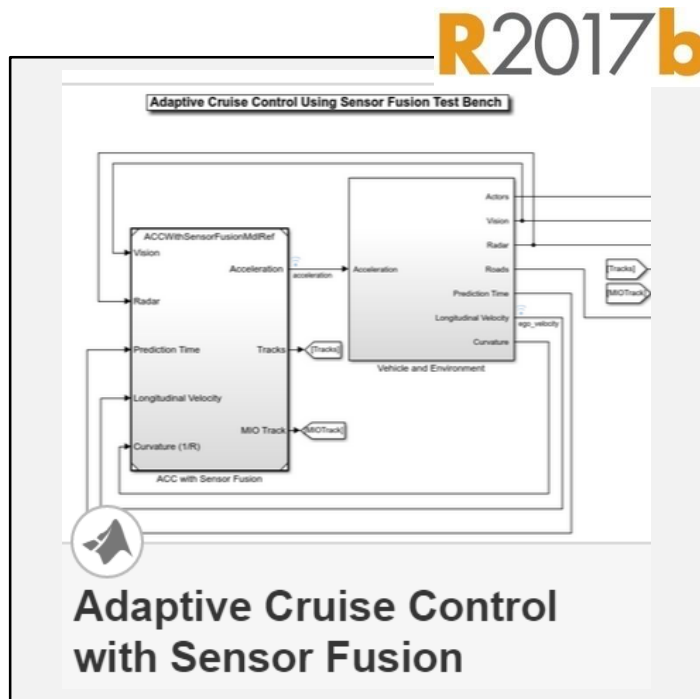 R2017b
Adaptive Cruise Control Using Sensor Fusion Test Bench
ACCWithSensorFusionMdlRef
Vision
Radar
Prediction Time
Longitudinal Velocity
Curvature (1/R)
Acceleration
Tracks
MIO Track
ACC with Sensor Fusion
acceleration
[Tracks]
[MIOTrack]
Acceleration
Actors
Vision
Radar
Roads
Prediction Time
Longitudinal Velocity
Curvature
Vehicle and Environment
ego_velocity
[Tracks]
[MIOTrack]
Adaptive Cruise Control
with Sensor Fusion